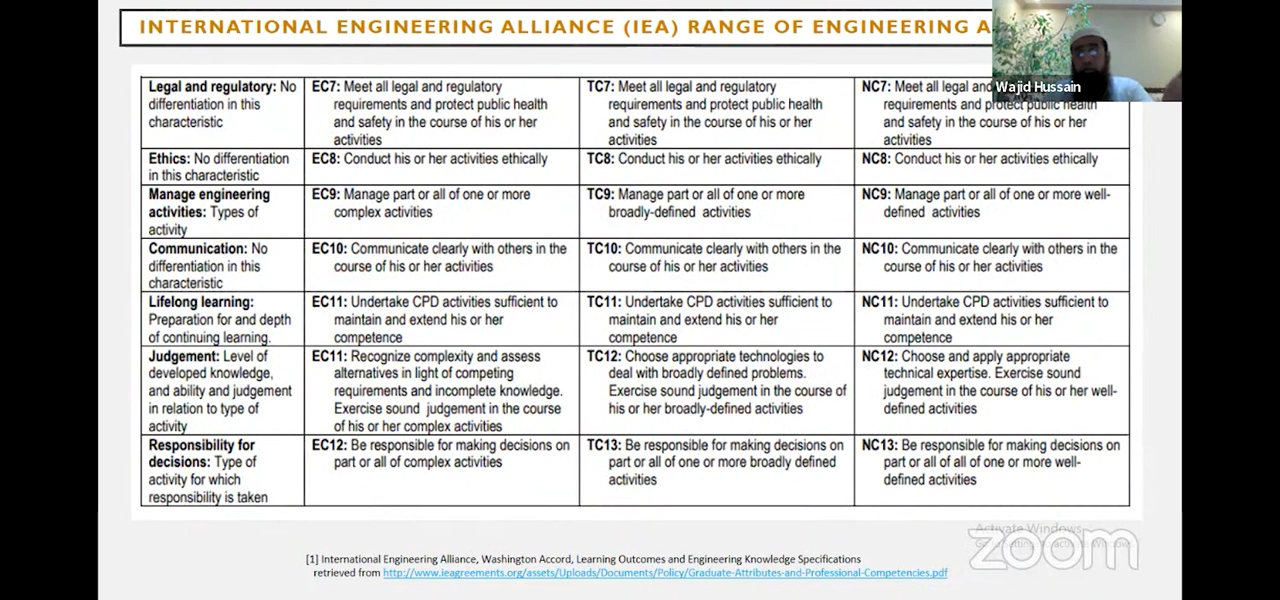 INTERNATIONAL ENGINEERING ALLIANCE (IEA) RANGE OF ENGINEERING A
Wajid Hussain
Legal and regulatory: No
differentiation in this
characteristic
EC7: Meet all legal and regulatory
requirements and protect public health
and safety in the course of his or her
activities
TC7: Meet all legal and regulatory
requirements and protect public health
and safety in the course of his or her
activities
NC7: Meet all legal and
requirements and protect public health
and safety in the course of his or her
activities
Ethics: No differentiation
in this characteristic
EC8: Conduct his or her activities ethically
TC8: Conduct his or her activities ethically
NC8: Conduct his or her activities ethically
Manage engineering
activities: Types of
activity
EC9: Manage part or all of one or more
complex activities
TC9: Manage part or all of one or more
broadly-defined activities
NC9: Manage part or all of one or more well-
defined activities
Communication: No
differentiation in this
characteristic
EC10: Communicate clearly with others in the
course of his or her activities
TC10: Communicate clearly with others in the
course of his or her activities
NC10: Communicate clearly with others in the
course of his or her activities
Lifelong learning:
Preparation for and depth
of continuing learning.
EC11: Undertake CPD activities sufficient to
maintain and extend his or her
competence
TC11: Undertake CPD activities sufficient to
maintain and extend his or her
competence
NC11: Undertake CPD activities sufficient to
maintain and extend his or her
competence
Judgement: Level of
developed knowledge,
and ability and judgement
in relation to type of
activity
EC11: Recognize complexity and assess
alternatives in light of competing
requirements and incomplete knowledge.
Exercise sound judgement in the course
of his or her complex activities
TC12: Choose appropriate technologies to
deal with broadly defined problems.
Exercise sound judgement in the course of
his or her broadly-defined activities
NC12: Choose and apply appropriate
technical expertise. Exercise sound
judgement in the course of his or her well-
defined activities
Responsibility for
decisions: Type of
activity for which
responsibility is taken
EC12: Be responsible for making decisions on
part or all of complex activities
TC13: Be responsible for making decisions on
part or all of one or more broadly defined
activities
NC13: Be responsible for making decisions on
part or all of all of one or more well-
defined activities
Activate Windows
zoom
[1] International Engineering Alliance, Washington Accord, Learning Outcomes and Engineering Knowledge Specifications
retrieved from http://www.ieagreements.org/assets/Uploads/Documents/Policy/Graduate-Attributes-and-Professional-Competencies.pdf